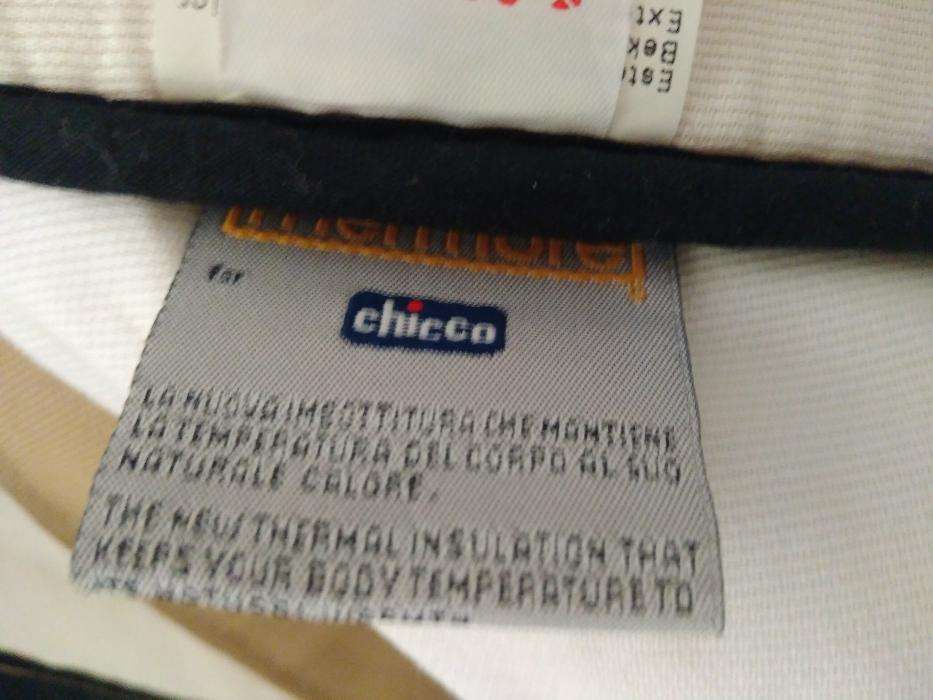 Thermore
for
chicco
LA NUOVA IMBOTTITURA CHE MANTIENE
LA TEMPERATURA DEL CORPO AL SUO
NATURALE CALORE.
THE NEW THERMAL INSULATION THAT
KEEPS YOUR BODY TEMPERATURE TO